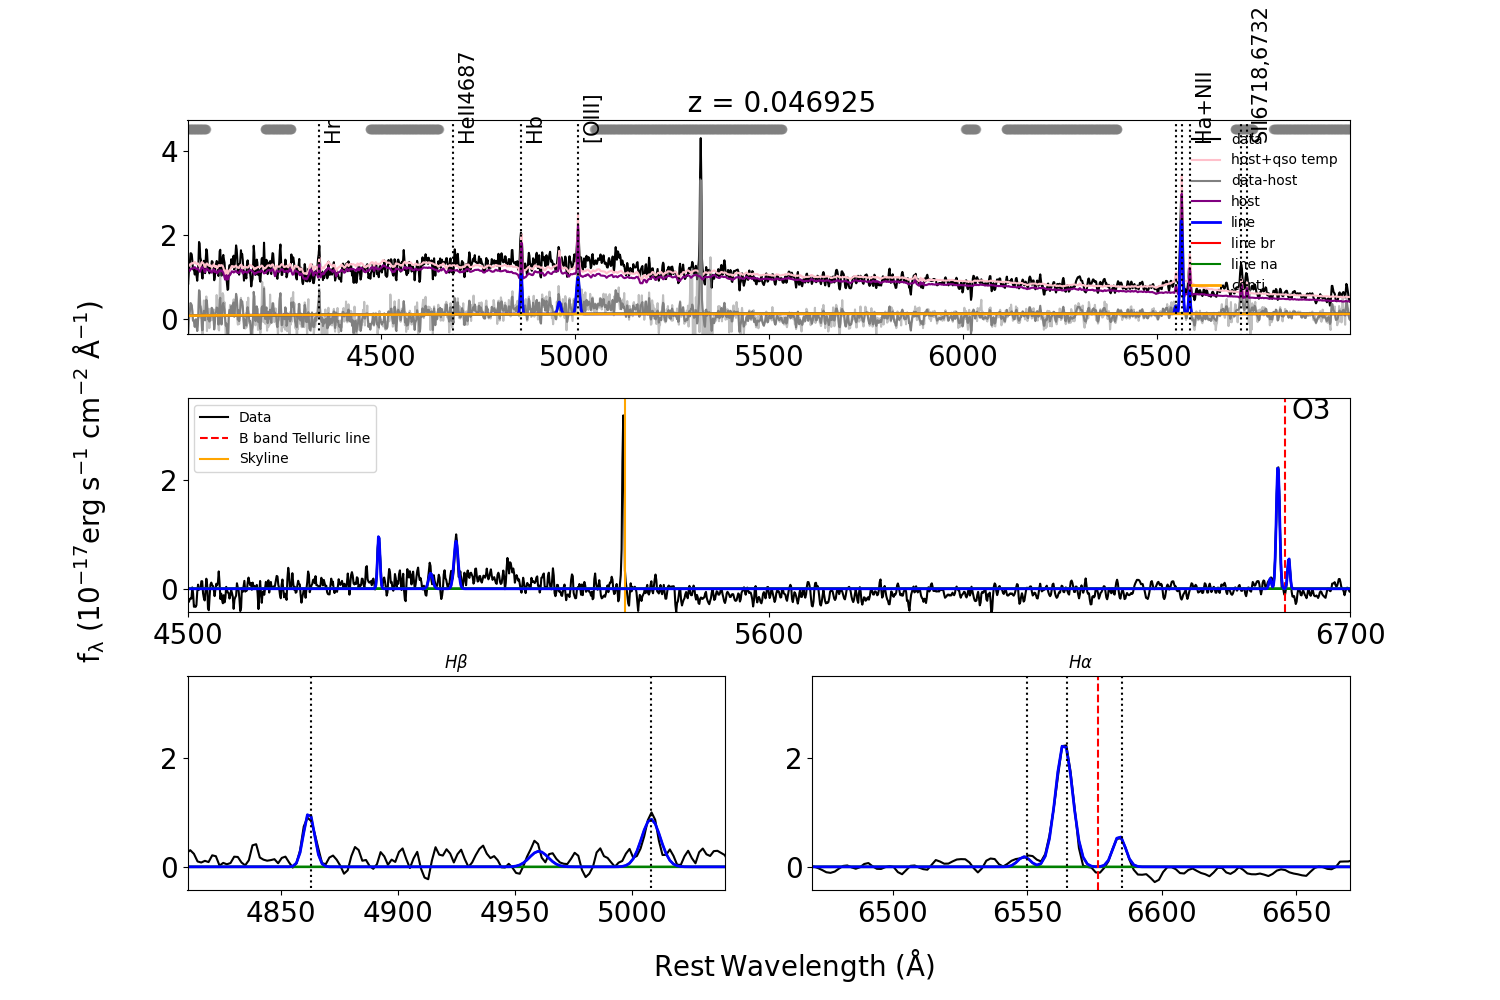 z = 0.046925
Hr
HeII4687
Hb
[OIII]
Ha+NII
SII6718,6732
data
host+qso temp
data-host
host
line
line br
line na
conti
4
2
0
4500
5000
5500
6000
6500
Data
B band Telluric line
Skyline
O3
2
0
4500
5600
6700
fλ (10⁻¹⁷erg s⁻¹ cm⁻² Å⁻¹)
Hβ
2
0
4850
4900
4950
5000
Hα
2
0
6500
6550
6600
6650
Rest Wavelength (Å)